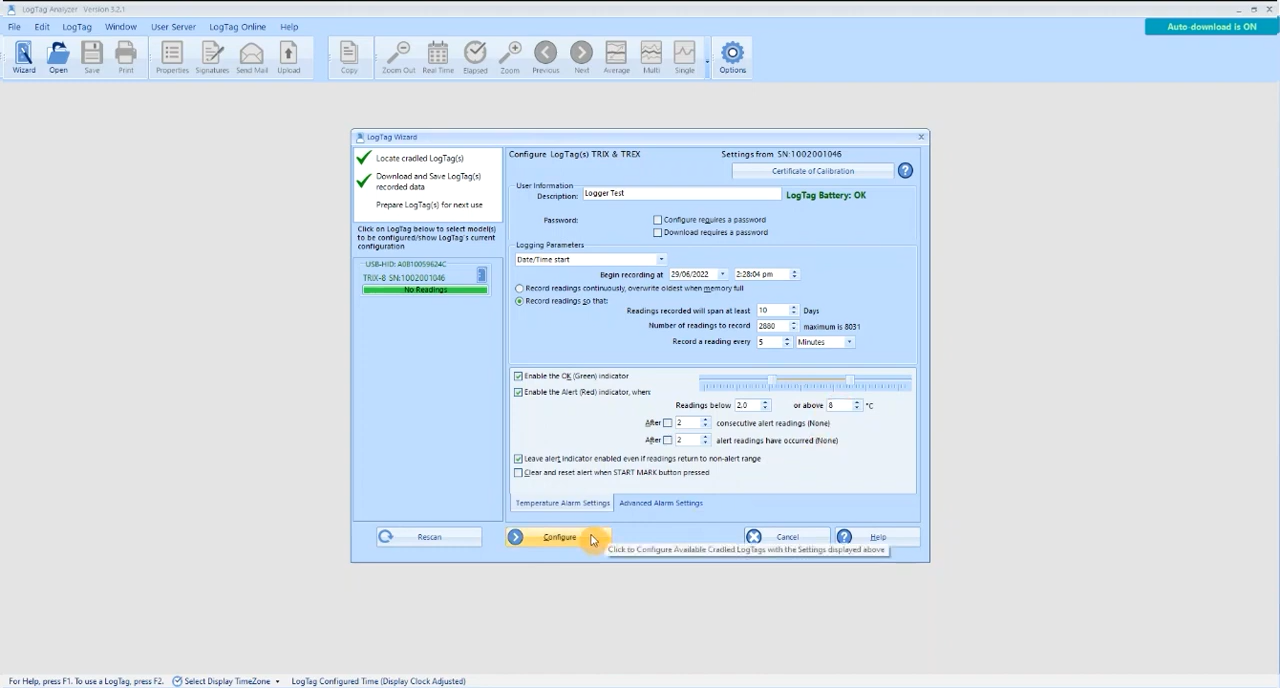 LogTag Analyzer Version 3.2.1
File Edit LogTag Window User Server LogTag Online Help
Auto-download is ON
Wizard Open Save Print Properties Signatures Send Mail Upload Copy Zoom Out Real Time Elapsed Zoom Previous Next Average Multi Single Options
LogTag Wizard
Locate cradled LogTag(s)
Download and Save LogTag(s)
recorded data
Prepare LogTag(s) for next use
Click on LogTag below to select model(s)
to be configured/show LogTag's current
configuration
USB-HID: A0B10059624C
TRIX-8 SN:1002001046
No Readings
Configure LogTag(s) TRIX & TREX Settings from SN:1002001046
Certificate of Calibration
User Information
Description: Logger Test LogTag Battery: OK
Password: Configure requires a password
Download requires a password
Logging Parameters
Date/Time start
Begin recording at 29/06/2022 2:28:04 pm
Record readings continuously, overwrite oldest when memory full
Record readings so that:
Readings recorded will span at least 10 Days
Number of readings to record 2880 maximum is 8031
Record a reading every 5 Minutes
Enable the OK (Green) indicator
Enable the Alert (Red) indicator, when:
Readings below 2.0 or above 8 °C
After 2 consecutive alert readings (None)
After 2 alert readings have occurred (None)
Leave alert indicator enabled even if readings return to non-alert range
Clear and reset alert when START MARK button pressed
Temperature Alarm Settings Advanced Alarm Settings
Rescan Configure Cancel Help
Click to Configure Available Cradled LogTags with the Settings displayed above
For Help, press F1. To use a LogTag, press F2. Select Display TimeZone LogTag Configured Time (Display Clock Adjusted)